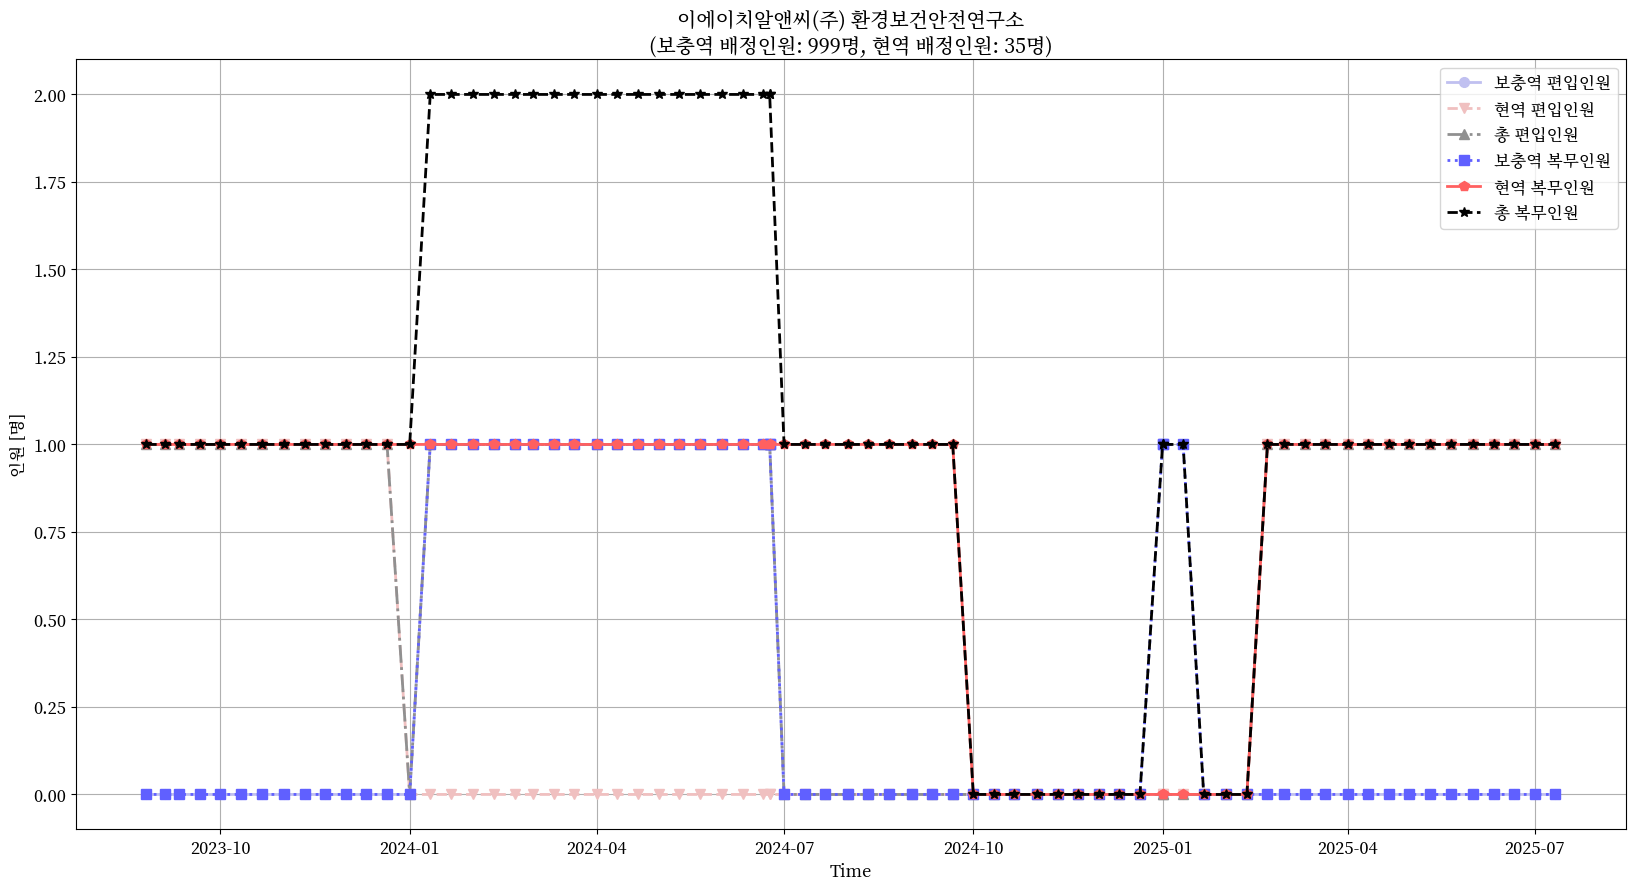 이에이치알앤씨(주) 환경보건안전연구소
(보충역 배정인원: 999명, 현역 배정인원: 35명)
보충역 편입인원
현역 편입인원
총 편입인원
보충역 복무인원
현역 복무인원
총 복무인원
인원 [명]
2.00
1.75
1.50
1.25
1.00
0.75
0.50
0.25
0.00
2023-10
2024-01
2024-04
2024-07
2024-10
2025-01
2025-04
2025-07
Time